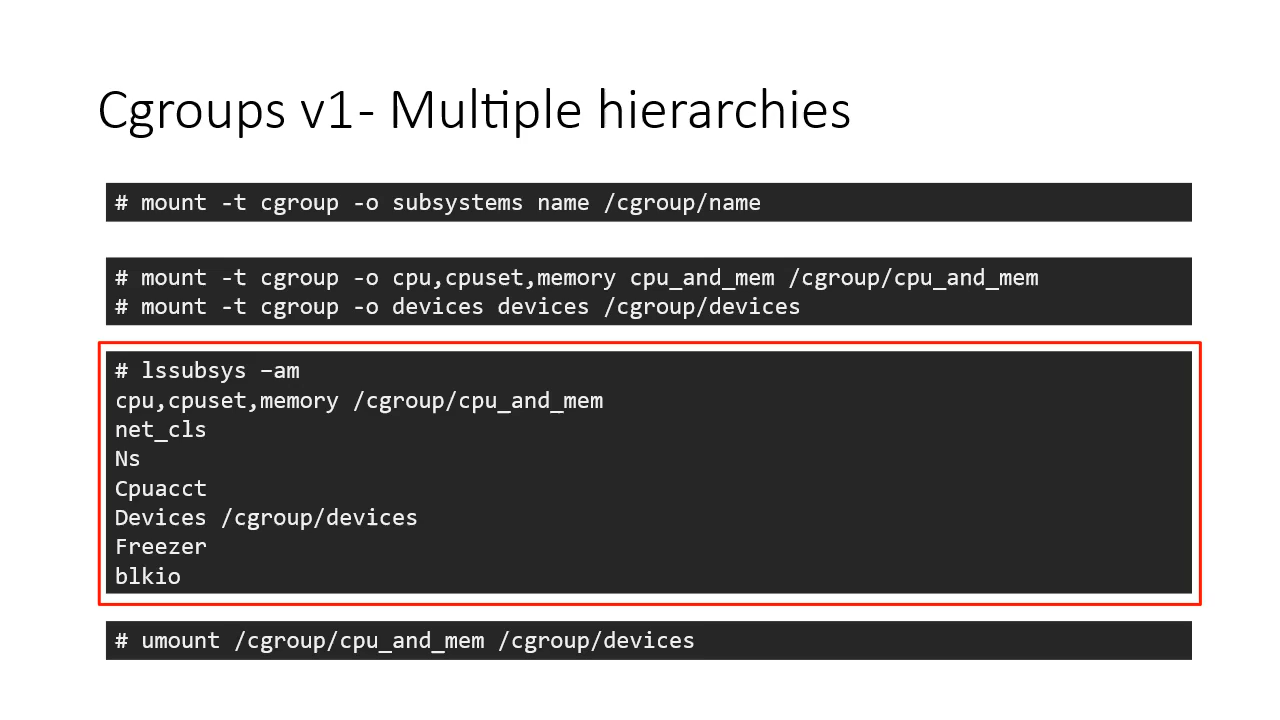 Cgroups v1- Multiple hierarchies
# mount -t cgroup -o subsystems name /cgroup/name
# mount -t cgroup -o cpu,cpuset,memory cpu_and_mem /cgroup/cpu_and_mem
# mount -t cgroup -o devices devices /cgroup/devices
# lssubsys –am
cpu,cpuset,memory /cgroup/cpu_and_mem
net_cls
Ns
Cpuacct
Devices /cgroup/devices
Freezer
blkio
# umount /cgroup/cpu_and_mem /cgroup/devices